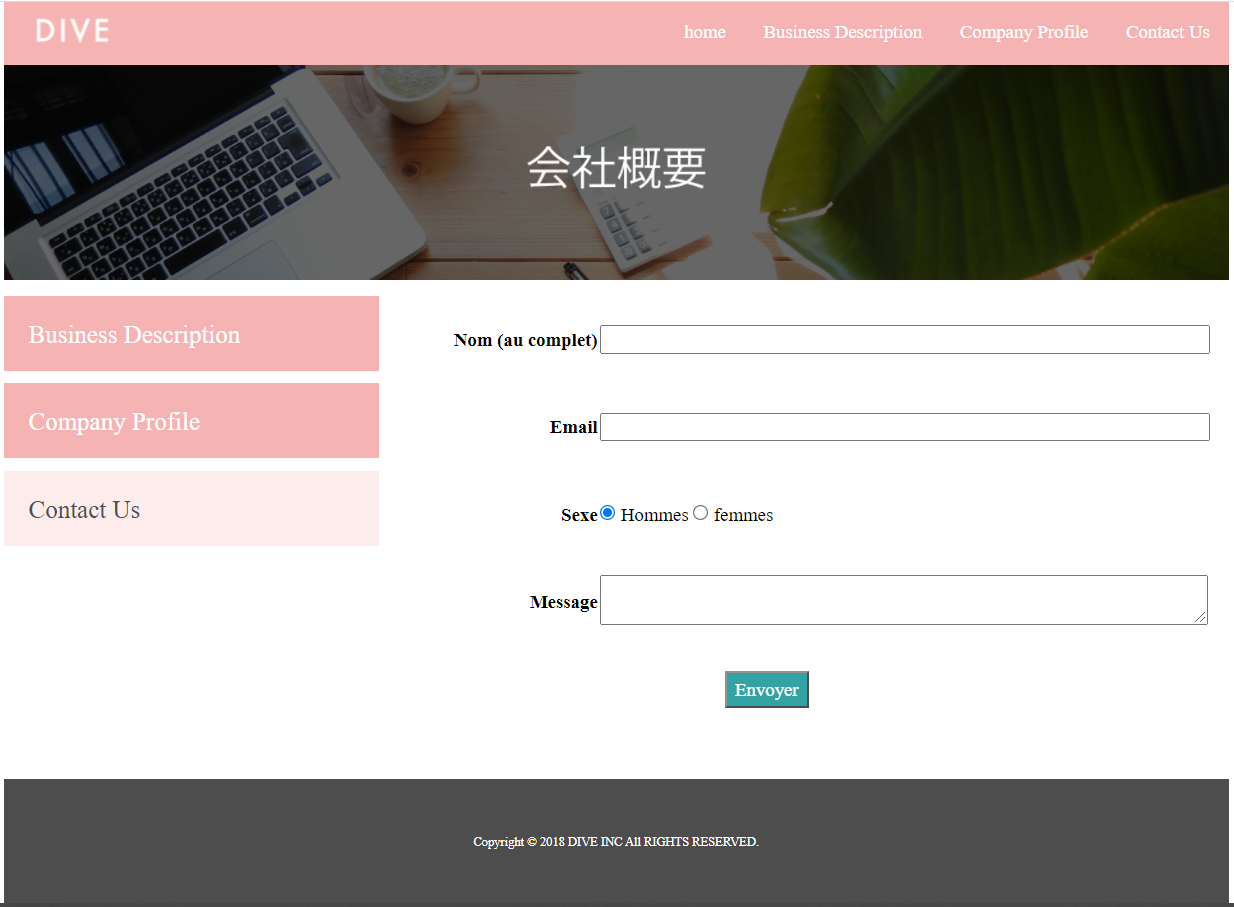 DIVE
home Business Description Company Profile Contact Us
会社概要
Business Description
Company Profile
Contact Us
Nom (au complet)
Email
Sexe Hommes femmes
Message
Envoyer
Copyright © 2018 DIVE INC All RIGHTS RESERVED.